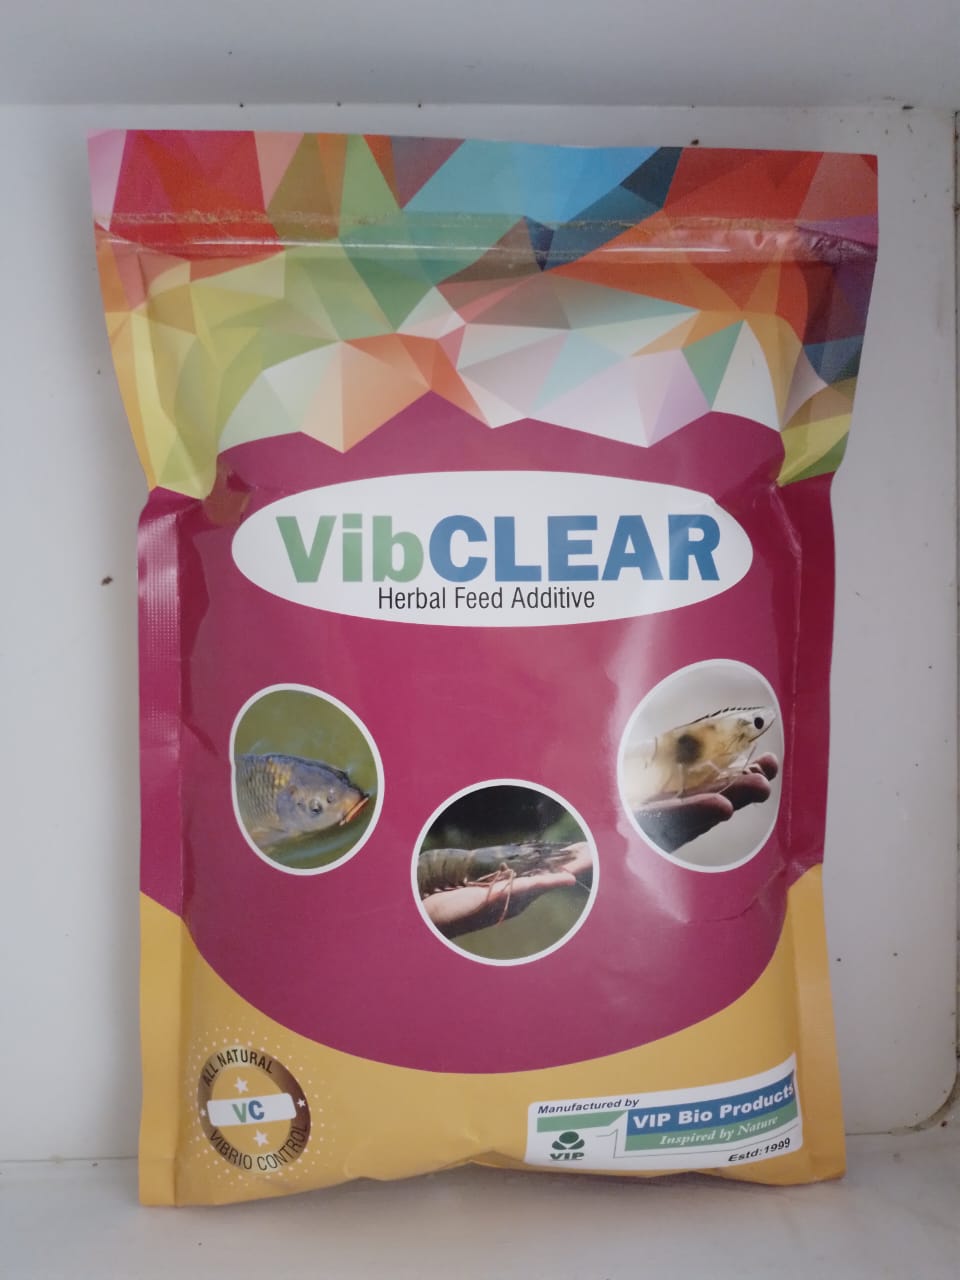 VibCLEAR
Herbal Feed Additive
ALL NATURAL
VC
VIBRIO CONTROL
Manufactured by
VIP Bio Products
Inspired by Nature
VIP
Estd:1999